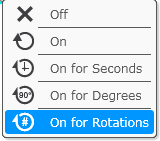 Off
On
On for Seconds
90° On for Degrees
# On for Rotations